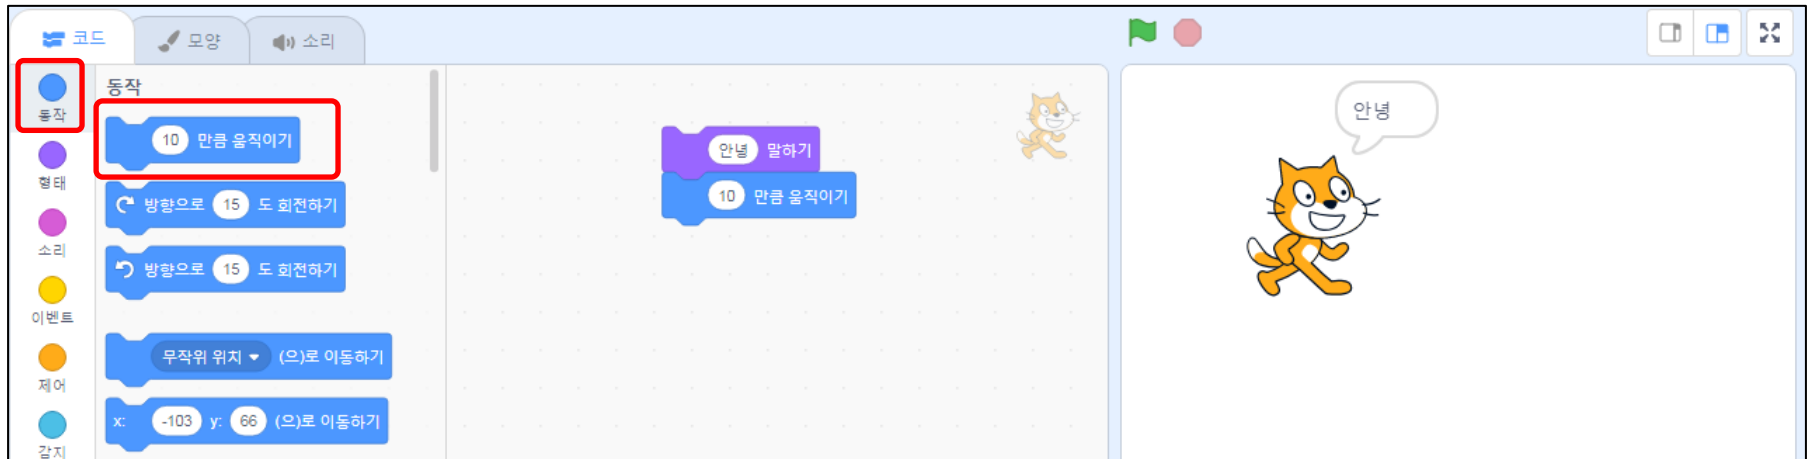 코드
모양
소리
동작
형태
소리
이벤트
제어
감지
동작
10 만큼 움직이기
방향으로 15 도 회전하기
방향으로 15 도 회전하기
무작위 위치 (으)로 이동하기
x: -103 y: 66 (으)로 이동하기
안녕 말하기
10 만큼 움직이기
안녕